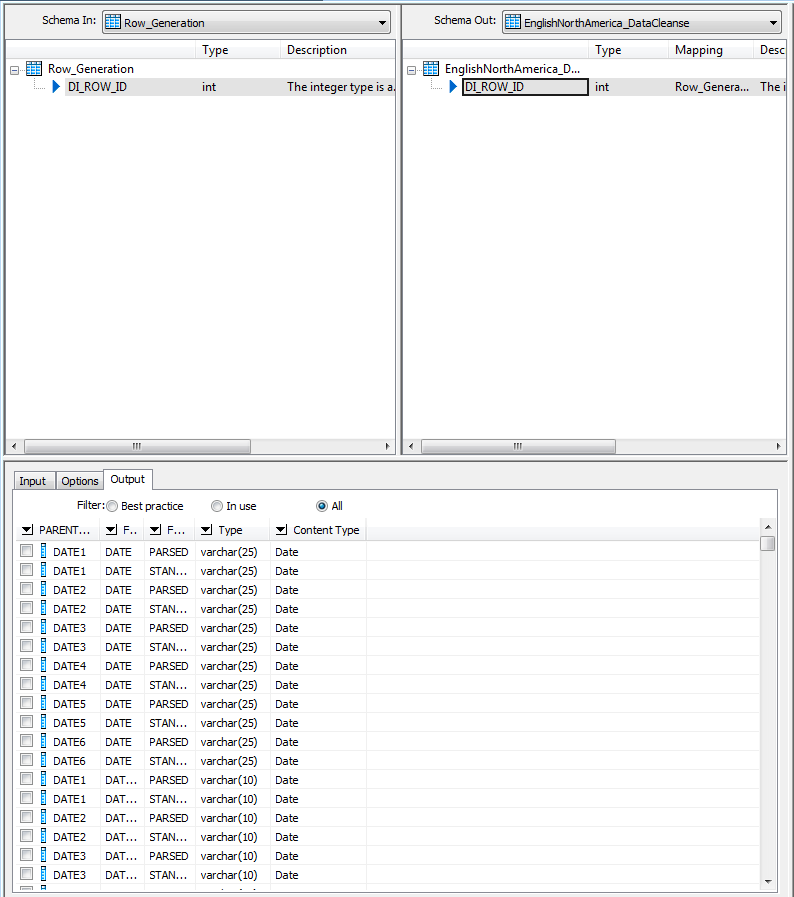 Schema In: Row_Generation
Type Description
Row_Generation
DI_ROW_ID int The integer type is a.
Schema Out: EnglishNorthAmerica_DataCleanse
Type Mapping Desc
EnglishNorthAmerica_D...
DI_ROW_ID int Row_Genera... The i
Input Options Output
Filter: Best practice In use All
PARENT... F.. F... Type Content Type
DATE1 DATE PARSED varchar(25) Date
DATE1 DATE STAN... varchar(25) Date
DATE2 DATE PARSED varchar(25) Date
DATE2 DATE STAN... varchar(25) Date
DATE3 DATE PARSED varchar(25) Date
DATE3 DATE STAN... varchar(25) Date
DATE4 DATE PARSED varchar(25) Date
DATE4 DATE STAN... varchar(25) Date
DATE5 DATE PARSED varchar(25) Date
DATE5 DATE STAN... varchar(25) Date
DATE6 DATE PARSED varchar(25) Date
DATE6 DATE STAN... varchar(25) Date
DATE1 DAT... PARSED varchar(10) Date
DATE1 DAT... STAN... varchar(10) Date
DATE2 DAT... PARSED varchar(10) Date
DATE2 DAT... STAN... varchar(10) Date
DATE3 DAT... PARSED varchar(10) Date
DATE3 DAT... STAN... varchar(10) Date